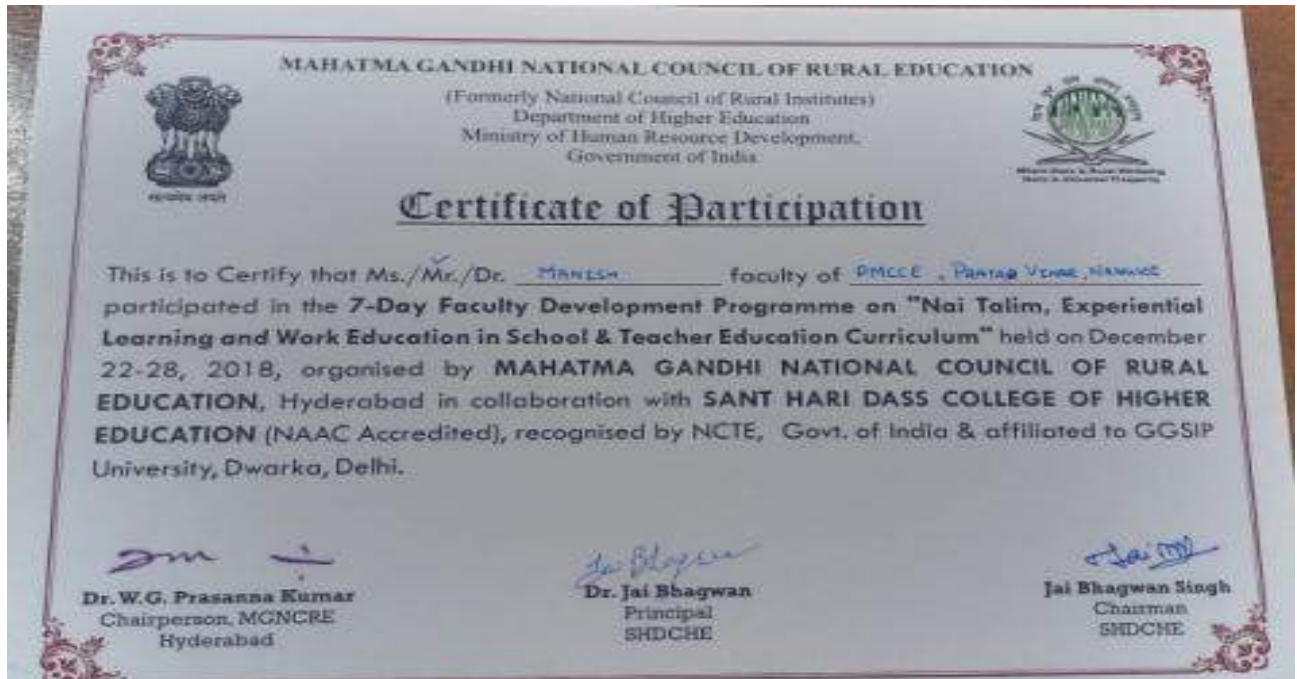 MAHATMA GANDHI NATIONAL COUNCIL OF RURAL EDUCATION
(Formerly National Council of Rural Institutes)
Department of Higher Education
Ministry of Human Resource Development,
Government of India
सत्यमेव जयते
Certificate of Participation
This is to Certify that Ms./Mr./Dr. MANISH faculty of PMCCE, PRATAP VIHAR,
participated in the 7-Day Faculty Development Programme on "Nai Talim, Experiential
Learning and Work Education in School & Teacher Education Curriculum" held on December
22-28, 2018, organised by MAHATMA GANDHI NATIONAL COUNCIL OF RURAL
EDUCATION, Hyderabad in collaboration with SANT HARI DASS COLLEGE OF HIGHER
EDUCATION (NAAC Accredited), recognised by NCTE, Govt. of India & affiliated to GGSIP
University, Dwarka, Delhi.
Jai Bhagwan
Dr. W.G. Prasanna Kumar
Chairperson, MGNCRE
Hyderabad
Dr. Jai Bhagwan
Principal
SHDCHE
Jai Bhagwan Singh
Chairman
SHDCHE